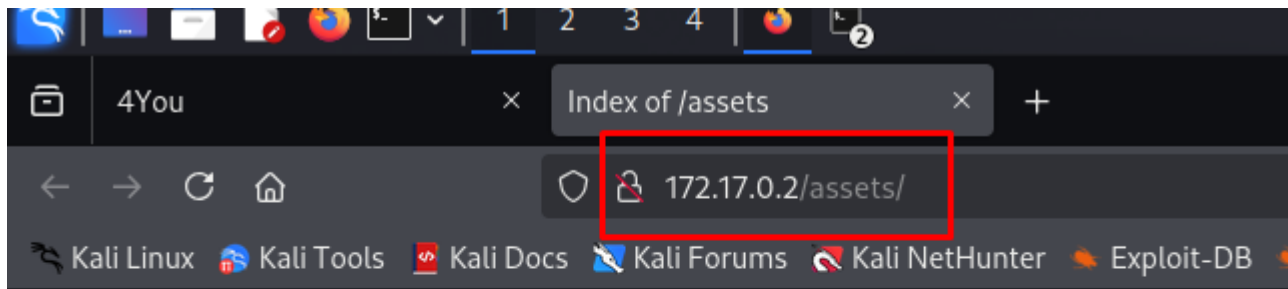 1 2 3 4 2
4You Index of /assets
172.17.0.2/assets/
Kali Linux Kali Tools Kali Docs Kali Forums Kali NetHunter Exploit-DB